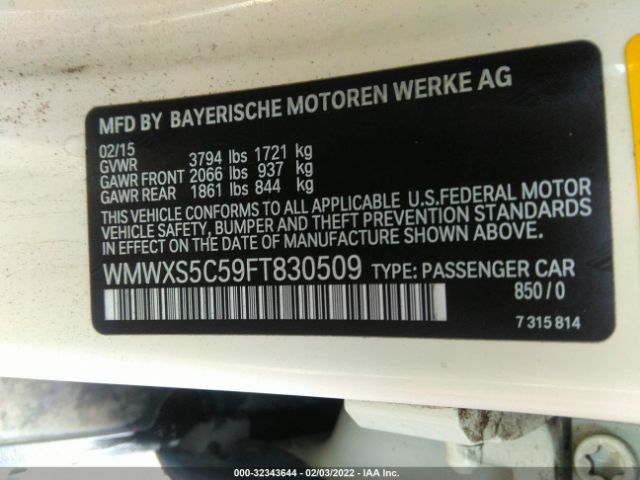 MFD BY BAYERISCHE MOTOREN WERKE AG
02/15
GVWR 3794 lbs 1721 kg
GAWR FRONT 2066 lbs 937 kg
GAWR REAR 1861 lbs 844 kg
THIS VEHICLE CONFORMS TO ALL APPLICABLE U.S.FEDERAL MOTOR
VEHICLE SAFETY, BUMPER AND THEFT PREVENTION STANDARDS
IN EFFECT ON THE DATE OF MANUFACTURE SHOWN ABOVE.
WMWXS5C59FT830509 TYPE: PASSENGER CAR
850/0
7 315 814
000-32343644 - 02/03/2022 - IAA Inc.